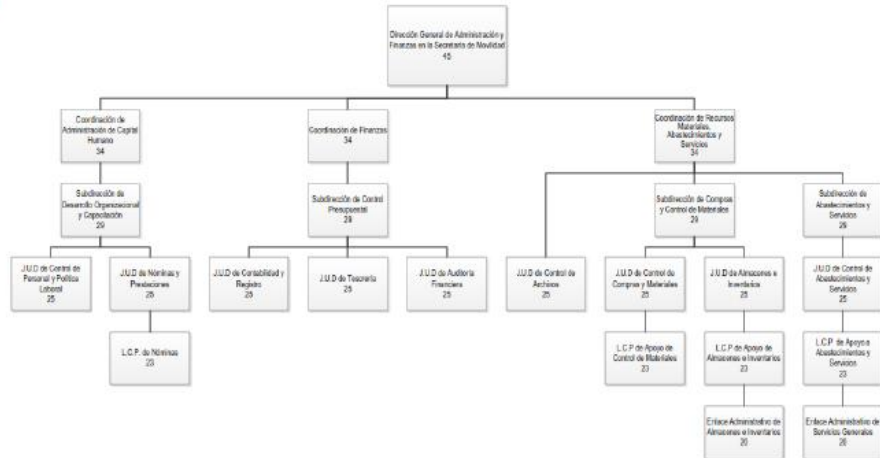 Dirección General de Administración y
Finanzas en la Secretaría de Movilidad
45
Coordinación de
Administración de Capital
Humano
34
Coordinación de Finanzas
34
Coordinación de Recursos
Materiales,
Abastecimientos y
Servicios
34
Subdirección de
Desarrollo Organizacional
y Capacitación
29
Subdirección de Control
Presupuestal
29
Subdirección de Compras
y Control de Materiales
29
Subdirección de
Abastecimientos y
Servicios
29
J.U.D de Control de
Personal y Política
Laboral
25
J.U.D de Nóminas y
Prestaciones
25
J.U.D de Contabilidad y
Registro
25
J.U.D de Tesorería
25
J.U.D de Auditoría
Financiera
25
J.U.D de Control de
Archivos
25
J.U.D de Control de
Compras y Materiales
25
J.U.D de Almacenes e
Inventarios
25
J.U.D de Control de
Abastecimientos y
Servicios
25
L.C.P. de Nóminas
23
L.C.P de Apoyo de
Control de Materiales
23
L.C.P de Apoyo de
Almacenes e Inventarios
23
L.C.P de Apoyo a
Abastecimientos y
Servicios
23
Enlace Administrativo de
Almacenes e Inventarios
20
Enlace Administrativo de
Servicios Generales
20